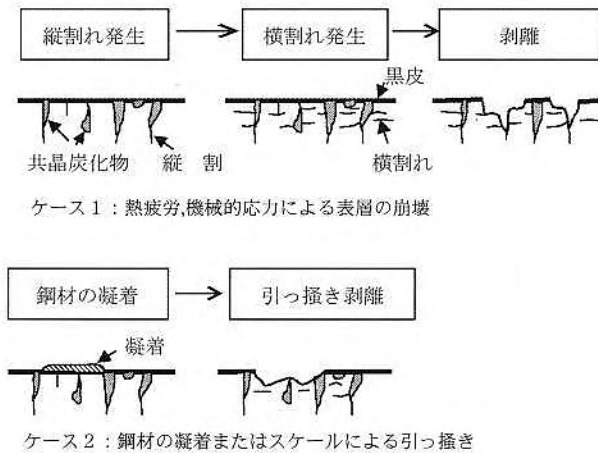 縦割れ発生
横割れ発生
剥離
黒皮
共晶炭化物
縦 割
横割れ
ケース1：熱疲労,機械的応力による表層の崩壊
鋼材の凝着
引っ掻き剥離
凝着
ケース2：鋼材の凝着またはスケールによる引っ掻き